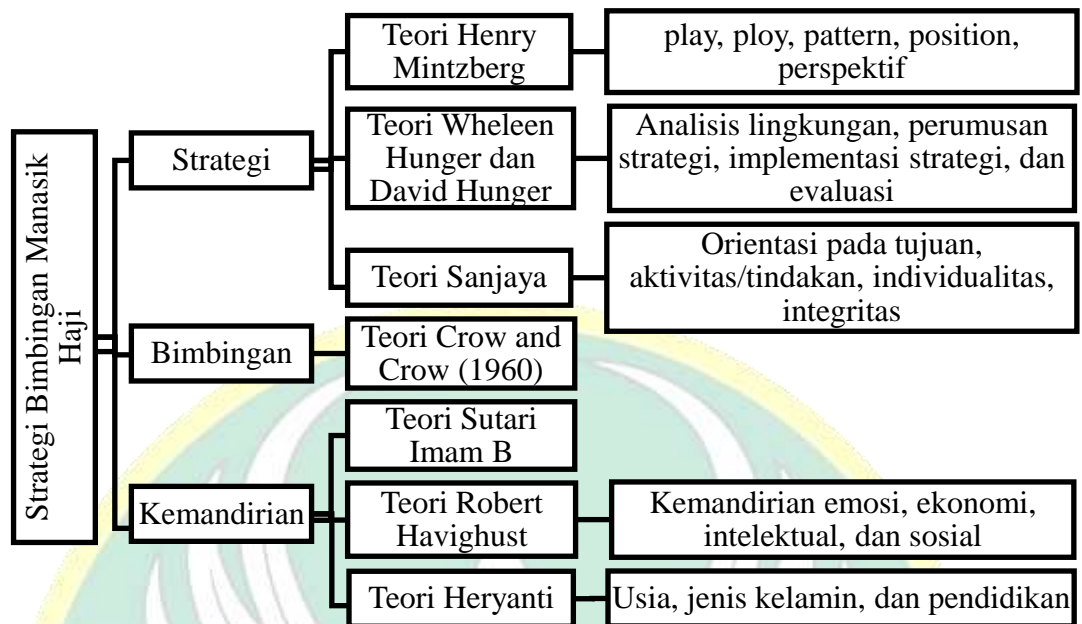 Strategi Bimbingan Manasik
Haji
Strategi
Teori Henry
Mintzberg
play, ploy, pattern, position,
perspektif
Teori Wheleen
Hunger dan
David Hunger
Analisis lingkungan, perumusan
strategi, implementasi strategi, dan
evaluasi
Teori Sanjaya
Orientasi pada tujuan,
aktivitas/tindakan, individualitas,
integritas
Bimbingan
Teori Crow and
Crow (1960)
Kemandirian
Teori Sutari
Imam B
Teori Robert
Havighust
Kemandirian emosi, ekonomi,
intelektual, dan sosial
Teori Heryanti
Usia, jenis kelamin, dan pendidikan